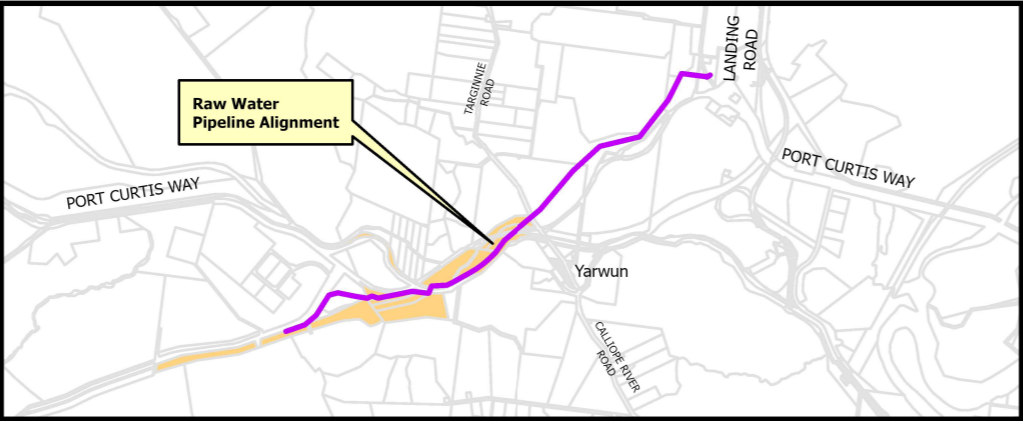 LANDING
ROAD
TARGINNIE
ROAD
Raw Water
Pipeline Alignment
PORT CURTIS WAY
PORT CURTIS WAY
Yarwun
CALLIOPE RIVER
ROAD